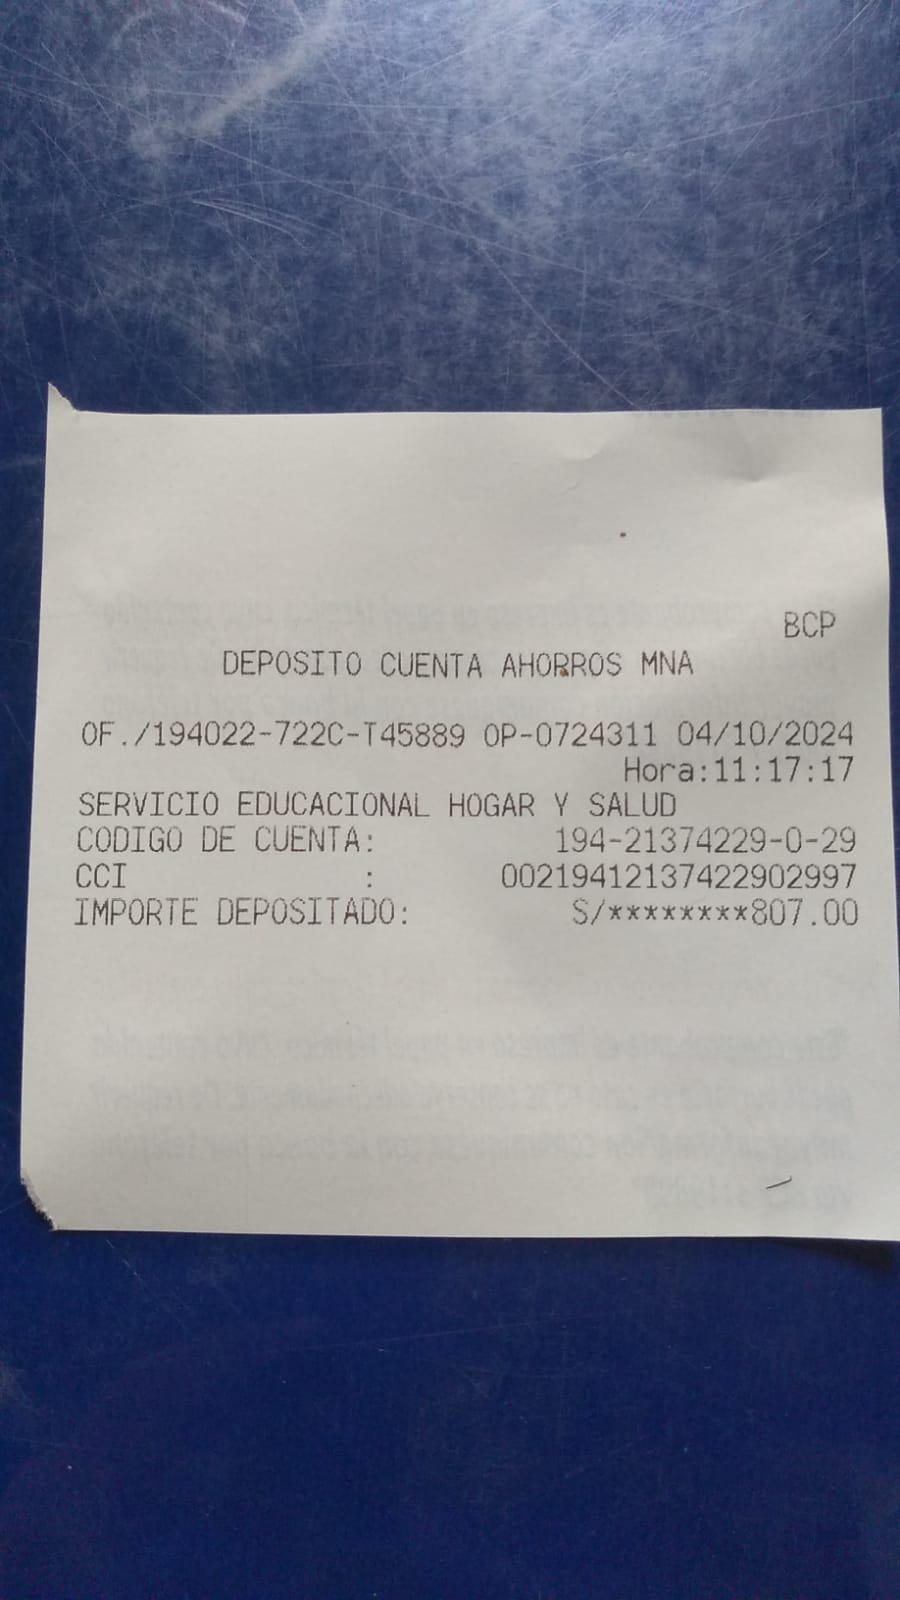 BCP
DEPOSITO CUENTA AHORROS MNA
OF./194022-722C-T45889 OP-0724311 04/10/2024
Hora:11:17:17
SERVICIO EDUCACIONAL HOGAR Y SALUD
CODIGO DE CUENTA: 194-21374229-0-29
CCI : 00219412137422902997
IMPORTE DEPOSITADO: S/********807.00